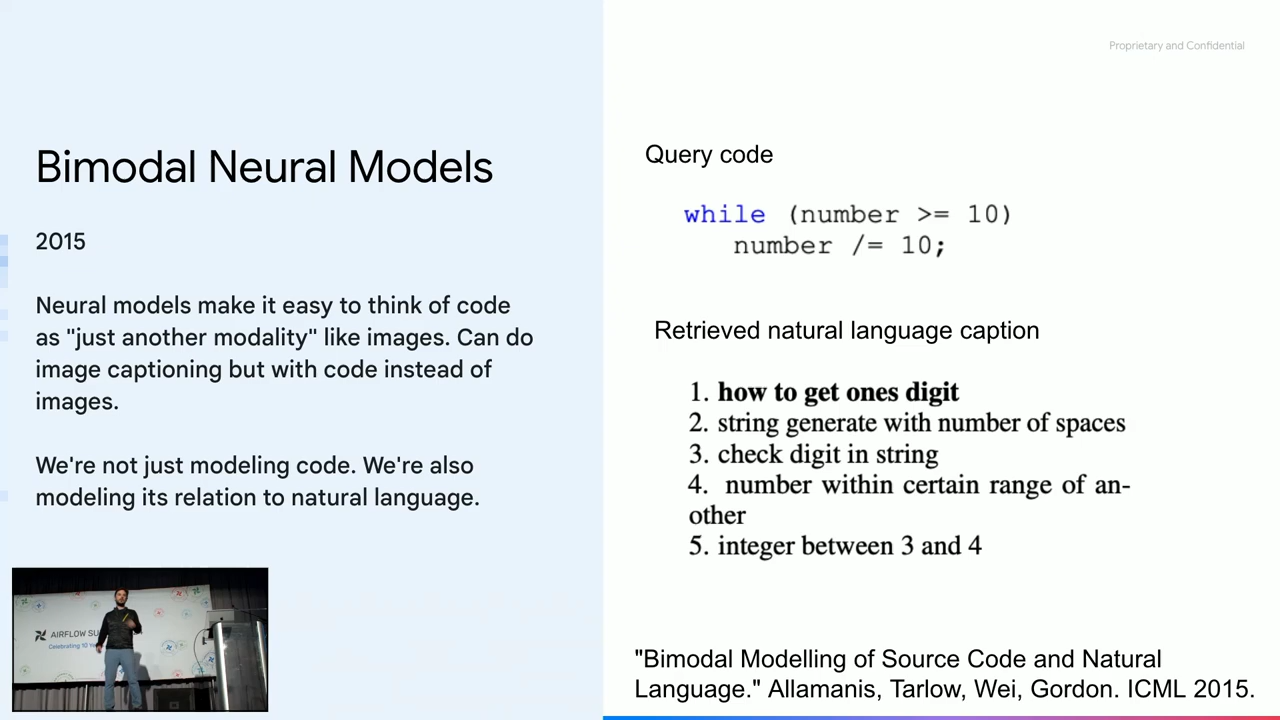 Proprietary and Confidential
Bimodal Neural Models
2015
Neural models make it easy to think of code
as "just another modality" like images. Can do
image captioning but with code instead of
images.
We're not just modeling code. We're also
modeling its relation to natural language.
Query code
while (number >= 10)
number /= 10;
Retrieved natural language caption
1. how to get ones digit
2. string generate with number of spaces
3. check digit in string
4. number within certain range of an-
other
5. integer between 3 and 4
"Bimodal Modelling of Source Code and Natural
Language." Allamanis, Tarlow, Wei, Gordon. ICML 2015.
AIRFLOW SU
Celebrating 10 Ye